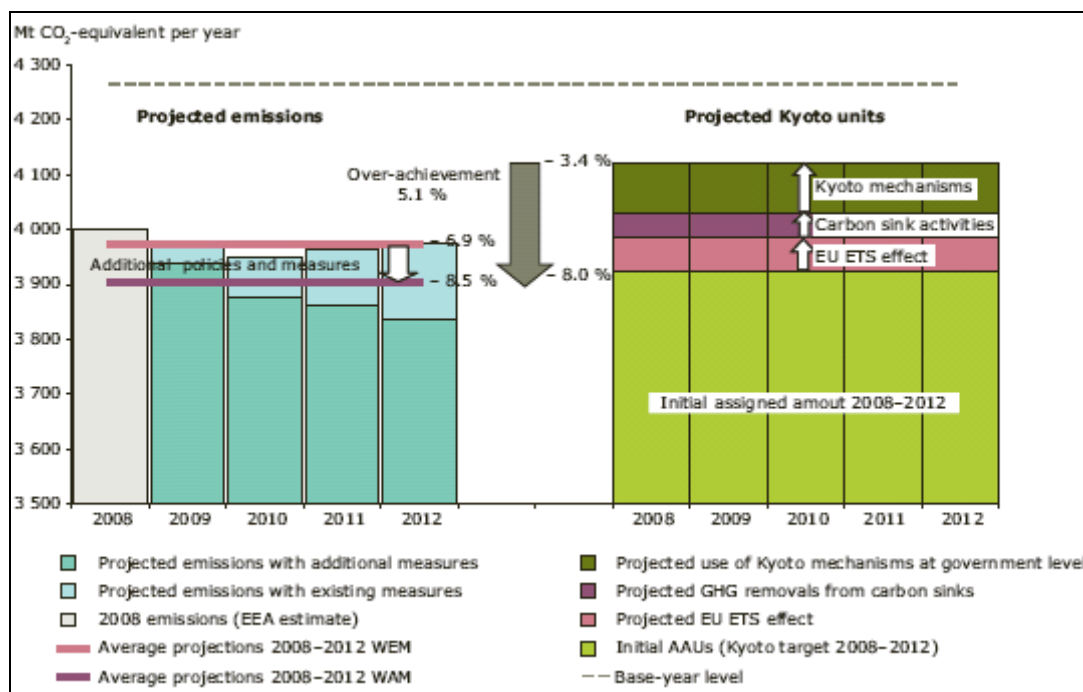 Mt CO₂-equivalent per year
4 300
4 200
4 100
4 000
3 900
3 800
3 700
3 600
3 500
Projected emissions
Projected Kyoto units
Over-achievement
5.1 %
– 3.4 %
– 6.9 %
– 8.5 %
– 8.0 %
Additional policies and measures
Kyoto mechanisms
Carbon sink activities
EU ETS effect
Initial assigned amout 2008–2012
2008 2009 2010 2011 2012
2008 2009 2010 2011 2012
Projected emissions with additional measures
Projected emissions with existing measures
2008 emissions (EEA estimate)
Average projections 2008–2012 WEM
Average projections 2008–2012 WAM
Projected use of Kyoto mechanisms at government level
Projected GHG removals from carbon sinks
Projected EU ETS effect
Initial AAUs (Kyoto target 2008–2012)
Base-year level